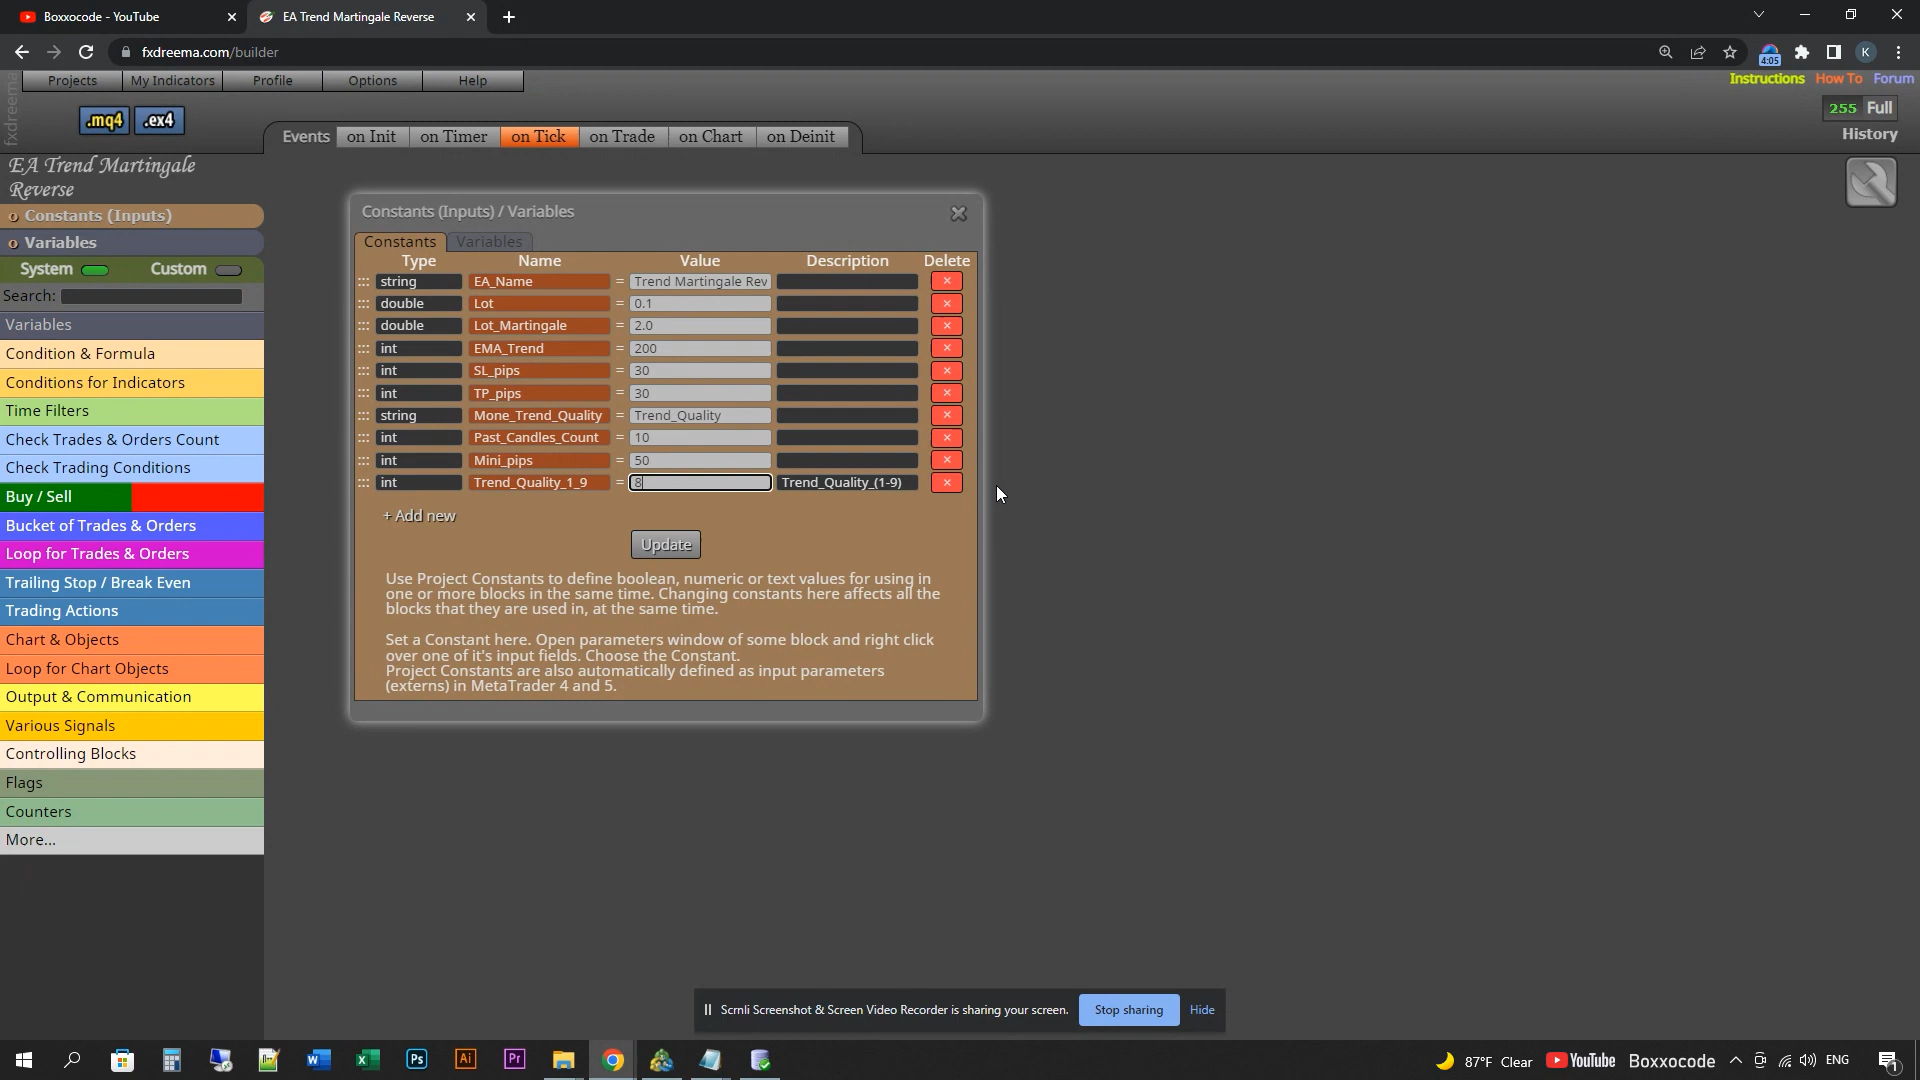 Boxxocode - YouTube
EA Trend Martingale Reverse
fxdreema.com/builder
4:05
K
Projects
My Indicators
Profile
Options
Help
Instructions How To Forum
fxdreema
.mq4
.ex4
255 Full
History
Events
on Init
on Timer
on Tick
on Trade
on Chart
on Deinit
EA Trend Martingale
Reverse
Constants (Inputs)
Variables
System
Custom
Search:
Variables
Condition & Formula
Conditions for Indicators
Time Filters
Check Trades & Orders Count
Check Trading Conditions
Buy / Sell
Bucket of Trades & Orders
Loop for Trades & Orders
Trailing Stop / Break Even
Trading Actions
Chart & Objects
Loop for Chart Objects
Output & Communication
Various Signals
Controlling Blocks
Flags
Counters
More...
Constants (Inputs) / Variables
Constants
Variables
Type Name Value Description Delete
::: string EA_Name = Trend Martingale Rev ×
::: double Lot = 0.1 ×
::: double Lot_Martingale = 2.0 ×
::: int EMA_Trend = 200 ×
::: int SL_pips = 30 ×
::: int TP_pips = 30 ×
::: string Mone_Trend_Quality = Trend_Quality ×
::: int Past_Candles_Count = 10 ×
::: int Mini_pips = 50 ×
::: int Trend_Quality_1_9 = 8 Trend_Quality_(1-9) ×
+ Add new
Update
Use Project Constants to define boolean, numeric or text values for using in
one or more blocks in the same time. Changing constants here affects all the
blocks that they are used in, at the same time.
Set a Constant here. Open parameters window of some block and right click
over one of it's input fields. Choose the Constant.
Project Constants are also automatically defined as input parameters
(externs) in MetaTrader 4 and 5.
Scrnli Screenshot & Screen Video Recorder is sharing your screen.
Stop sharing
Hide
Ps
Ai
Pr
87°F Clear
YouTube Boxxocode
ENG
1